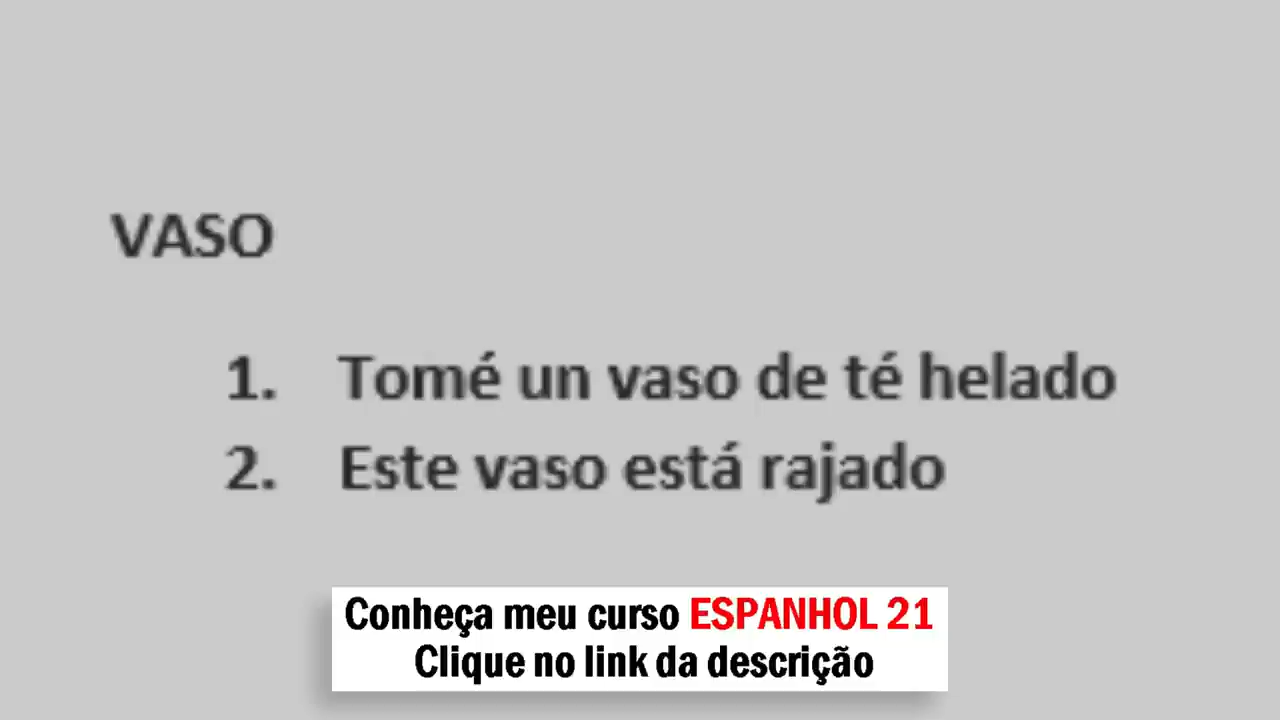 VASO
1. Tomé un vaso de té helado
2. Este vaso está rajado
Conheça meu curso ESPANHOL 21
Clique no link da descrição